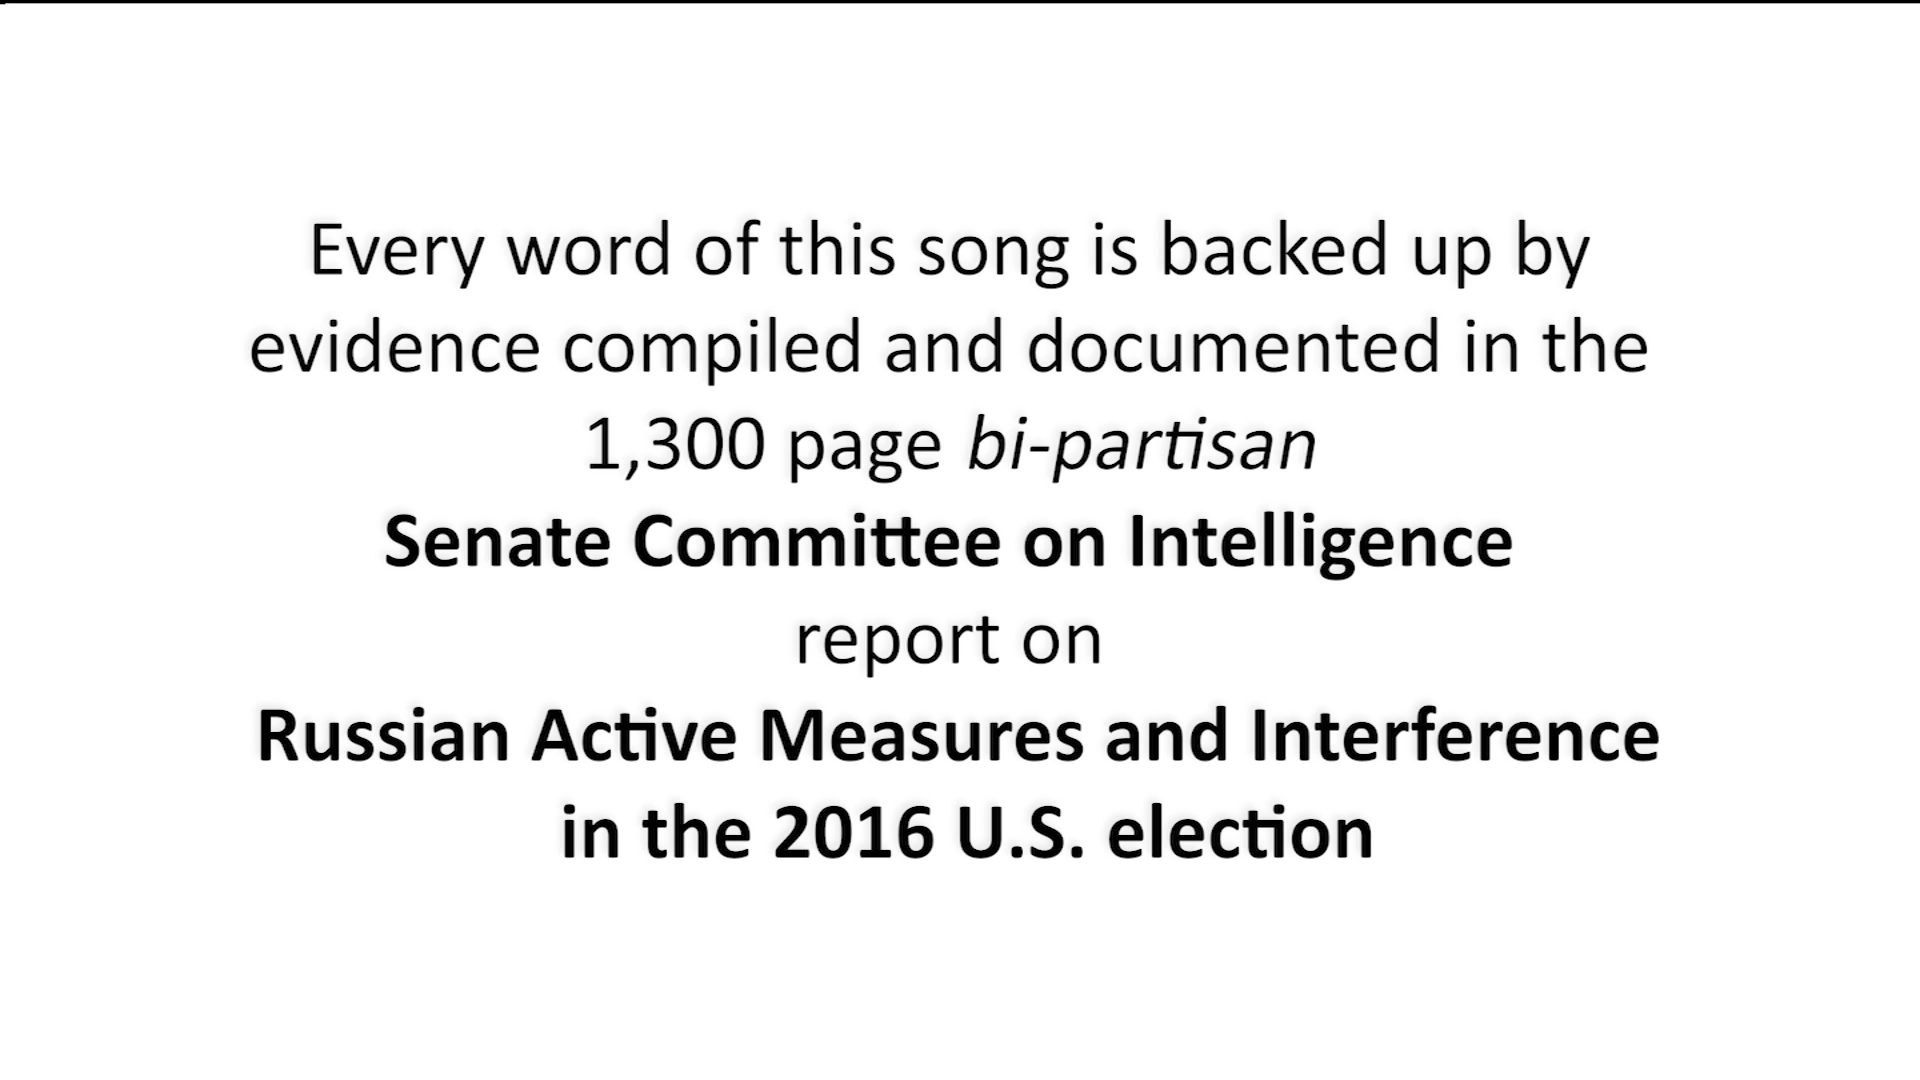 Every word of this song is backed up by
evidence compiled and documented in the
1,300 page bi-partisan
Senate Committee on Intelligence
report on
Russian Active Measures and Interference
in the 2016 U.S. election